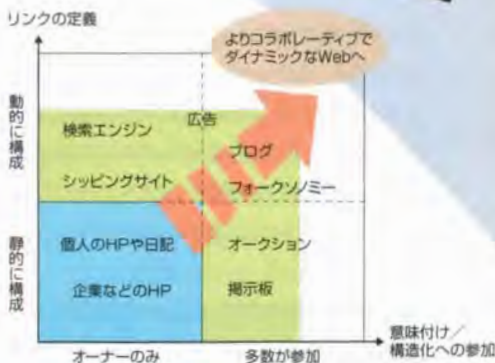 リンクの定義
よりコラボレーティブで
ダイナミックなWebへ
動的に構成
検索エンジン
広告
ブログ
シッピングサイト
フォークソノミー
静的に構成
個人のHPや日記
オークション
企業などのHP
掲示板
オーナーのみ
多数が参加
意味付け／
構造化への参加